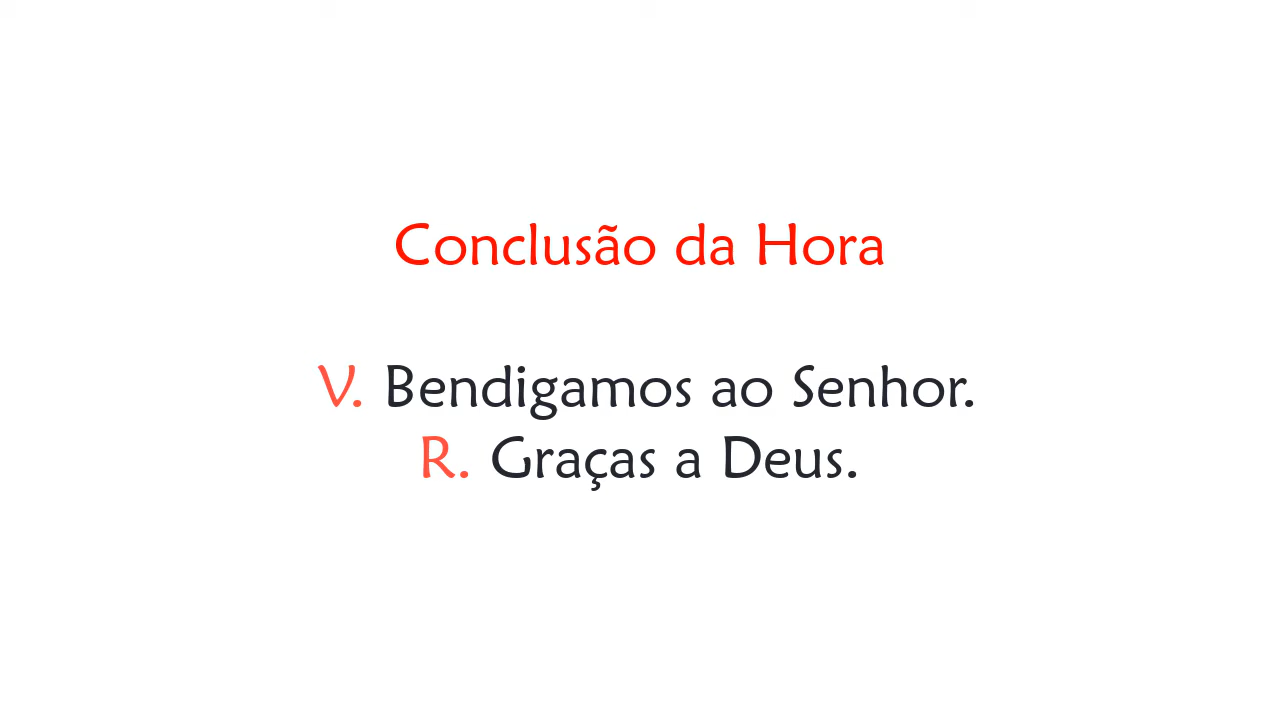 Conclusão da Hora
V. Bendigamos ao Senhor.
R. Graças a Deus.